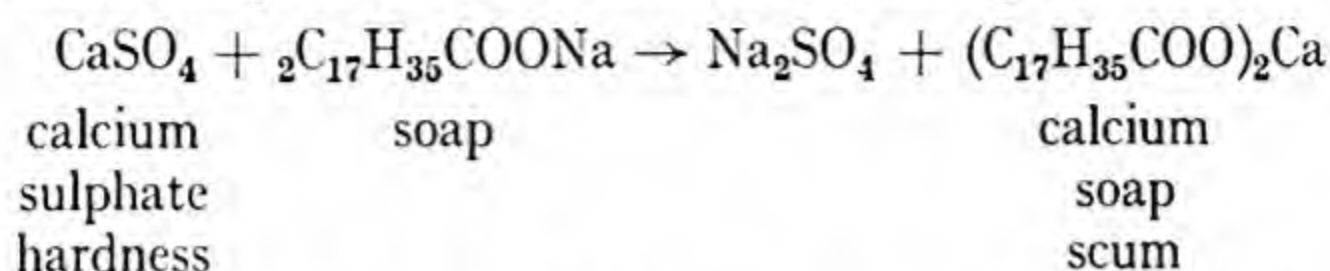 CaSO₄ + ₂C₁₇H₃₅COONa → Na₂SO₄ + (C₁₇H₃₅COO)₂Ca
calcium soap calcium
sulphate soap
hardness scum